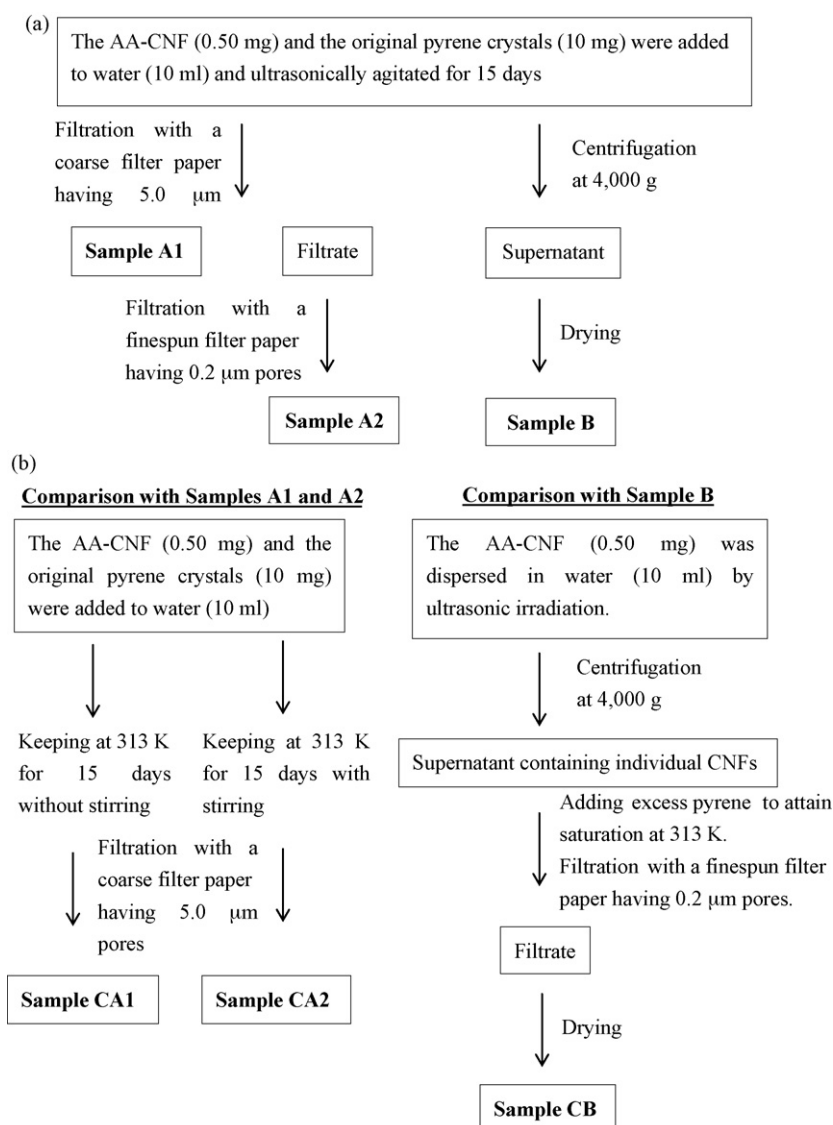 (a)
The AA-CNF (0.50 mg) and the original pyrene crystals (10 mg) were added
to water (10 ml) and ultrasonically agitated for 15 days
Filtration with a
coarse filter paper
having 5.0 μm
Centrifugation
at 4,000 g
Sample A1
Filtrate
Supernatant
Filtration with a
finespun filter paper
having 0.2 μm pores
Drying
Sample A2
Sample B
(b)
Comparison with Samples A1 and A2
The AA-CNF (0.50 mg) and the
original pyrene crystals (10 mg)
were added to water (10 ml)
Keeping at 313 K
for 15 days
without stirring
Keeping at 313 K
for 15 days with
stirring
Filtration with a
coarse filter paper
having 5.0 μm
pores
Sample CA1
Sample CA2
Comparison with Sample B
The AA-CNF (0.50 mg) was
dispersed in water (10 ml) by
ultrasonic irradiation.
Centrifugation
at 4,000 g
Supernatant containing individual CNFs
Adding excess pyrene to attain
saturation at 313 K.
Filtration with a finespun filter
paper having 0.2 μm pores.
Filtrate
Drying
Sample CB